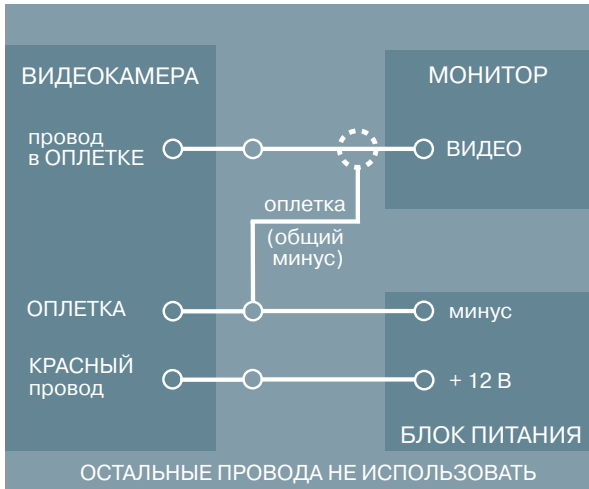 ВИДЕОКАМЕРА
МОНИТОР
провод
в ОПЛЕТКЕ
ВИДЕО
оплетка
(общий
минус)
ОПЛЕТКА
минус
КРАСНЫЙ
провод
+ 12 В
БЛОК ПИТАНИЯ
ОСТАЛЬНЫЕ ПРОВОДА НЕ ИСПОЛЬЗОВАТЬ